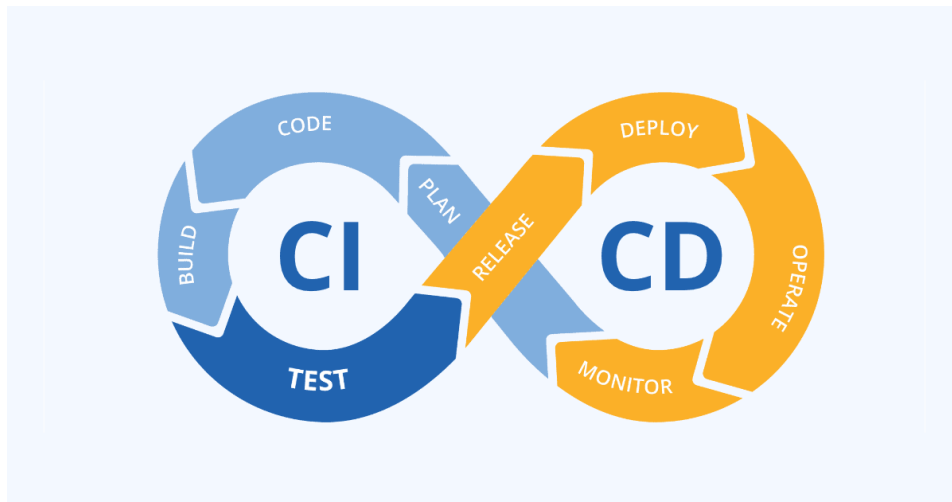 CODE
DEPLOY
PLAN
BUILD
CI
RELEASE
CD
OPERATE
TEST
MONITOR